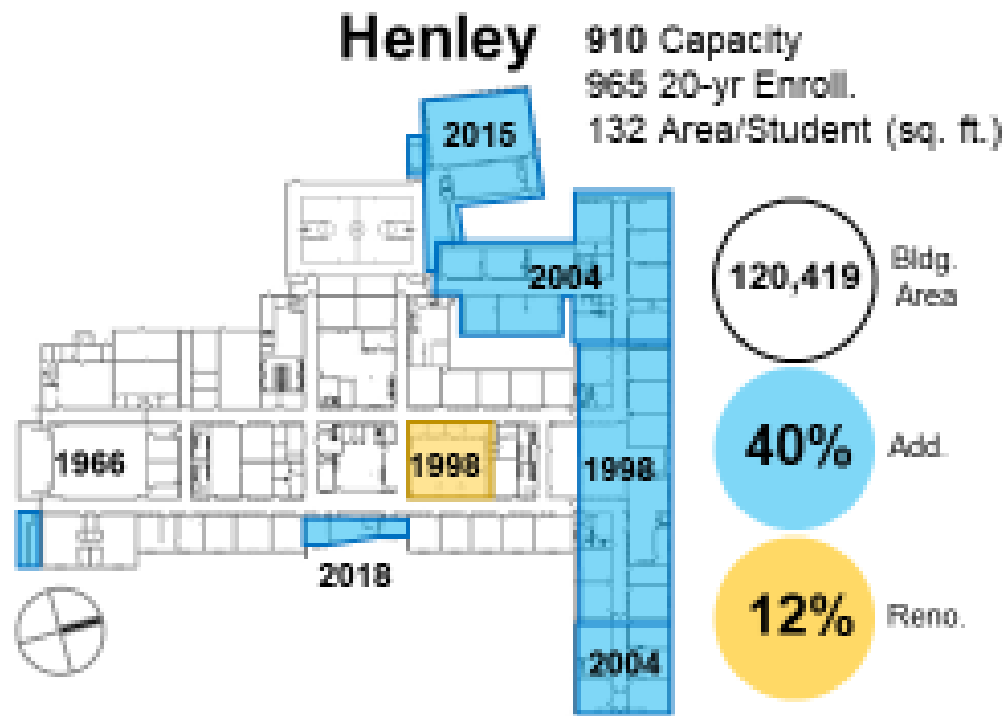 Henley
910 Capacity
965 20-yr Enroll.
132 Area/Student (sq. ft.)
2015
2004
120,419
Bldg.
Area
1966
1998
1998
40%
Add.
2018
12%
Reno.
2004